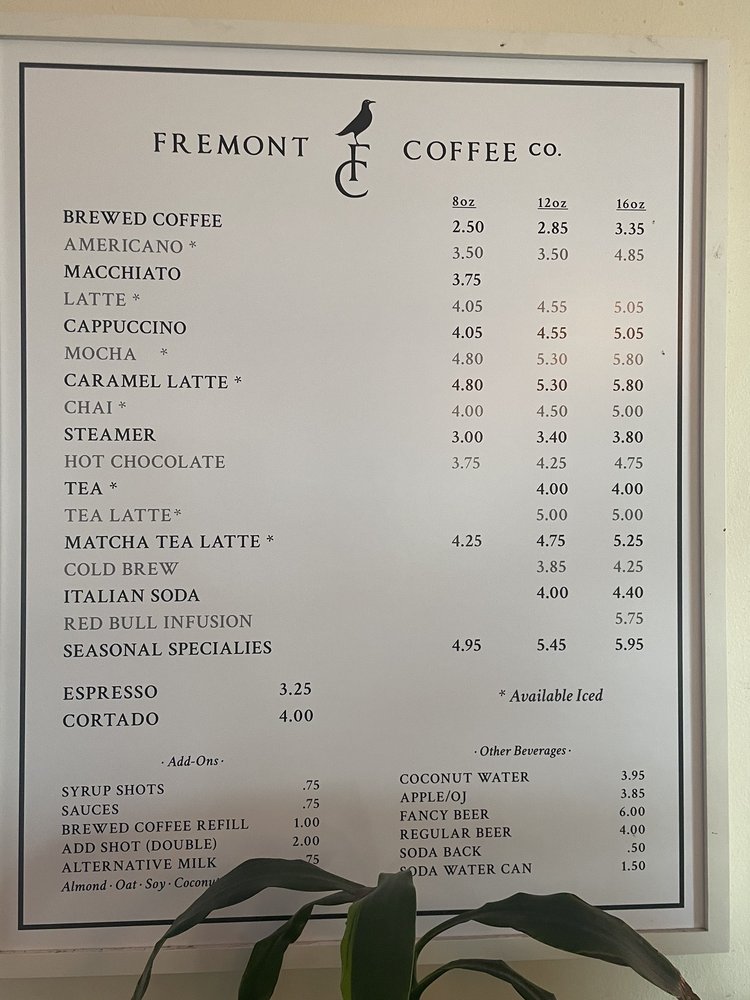 FREMONT FC COFFEE CO.
8oz 12oz 16oz
BREWED COFFEE 2.50 2.85 3.35
AMERICANO * 3.50 3.50 4.85
MACCHIATO 3.75
LATTE * 4.05 4.55 5.05
CAPPUCCINO 4.05 4.55 5.05
MOCHA * 4.80 5.30 5.80
CARAMEL LATTE * 4.80 5.30 5.80
CHAI * 4.00 4.50 5.00
STEAMER 3.00 3.40 3.80
HOT CHOCOLATE 3.75 4.25 4.75
TEA * 4.00 4.00
TEA LATTE* 5.00 5.00
MATCHA TEA LATTE * 4.25 4.75 5.25
COLD BREW 3.85 4.25
ITALIAN SODA 4.00 4.40
RED BULL INFUSION 5.75
SEASONAL SPECIALIES 4.95 5.45 5.95
ESPRESSO 3.25
CORTADO 4.00
* Available Iced
· Add-Ons ·
SYRUP SHOTS .75
SAUCES .75
BREWED COFFEE REFILL 1.00
ADD SHOT (DOUBLE) 2.00
ALTERNATIVE MILK .75
Almond · Oat · Soy ·
· Other Beverages ·
COCONUT WATER 3.95
APPLE/OJ 3.85
FANCY BEER 6.00
REGULAR BEER 4.00
SODA BACK .50
SODA WATER CAN 1.50